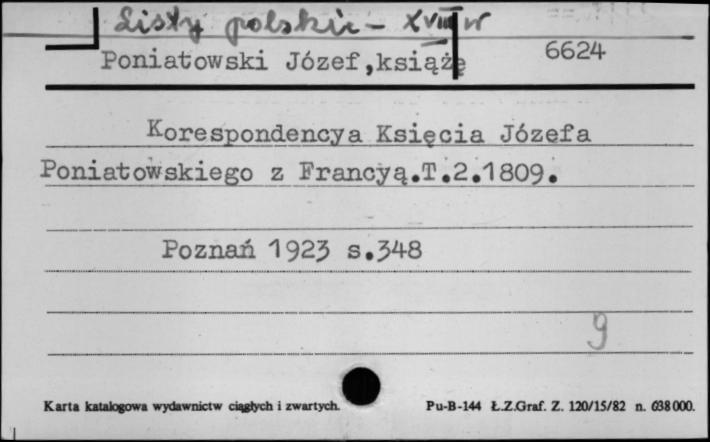 Listy polskie - XVIII w
Poniatowski Józef,książę 6624
Korespondencya Księcia Józefa
Poniatowskiego z Francyą.T.2.1809.
Poznań 1923 s.348
9
Karta katalogowa wydawnictw ciągłych i zwartych. Pu-B-144 Ł.Z.Graf. Z. 120/15/82 n. 638000.